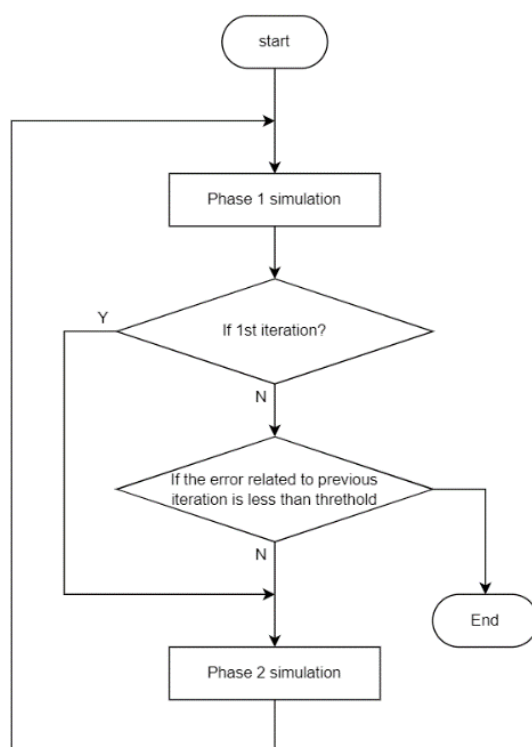 start
Phase 1 simulation
Y
If 1st iteration?
N
If the error related to previous
iteration is less than threthold
N
End
Phase 2 simulation